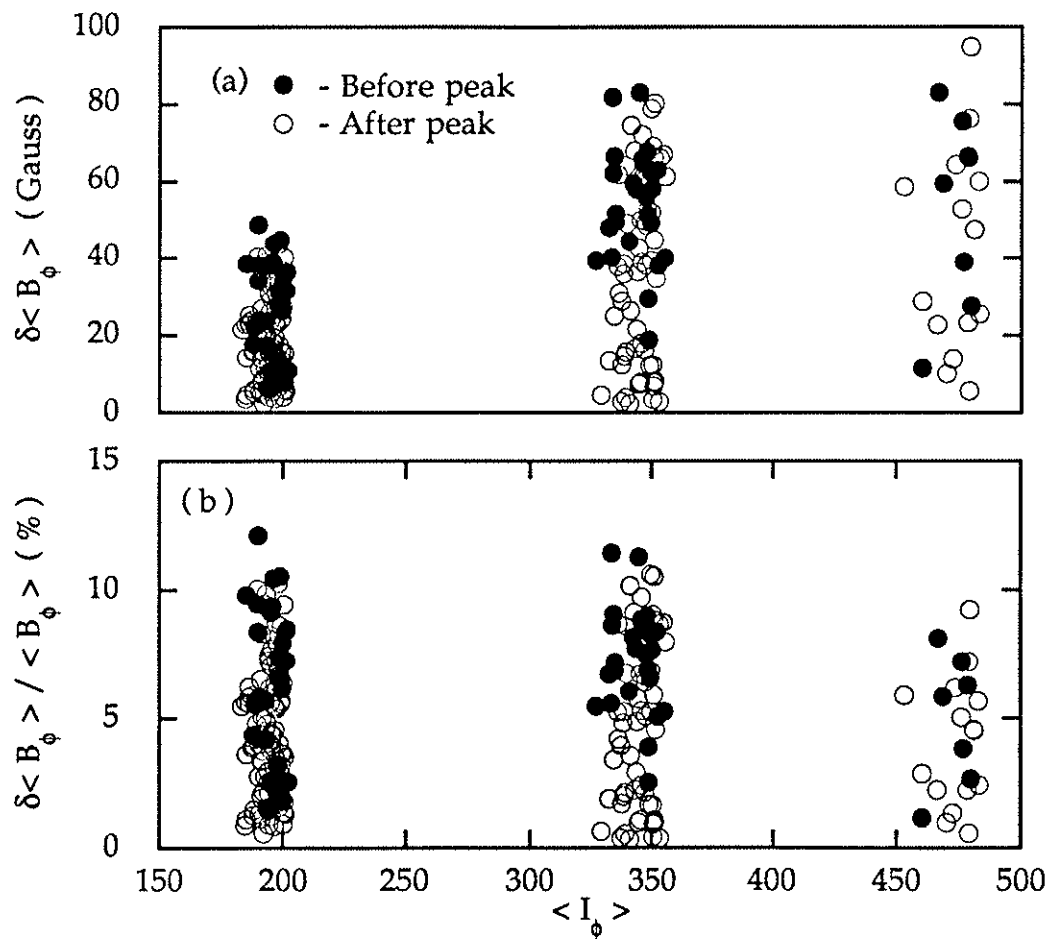 100
80
60
40
20
0
δ< B_ϕ > ( Gauss)
(a) ● - Before peak
○ - After peak
15
10
5
0
δ< B_ϕ > / < B_ϕ > ( % )
( b )
150 200 250 300 350 400 450 500
< I_ϕ >